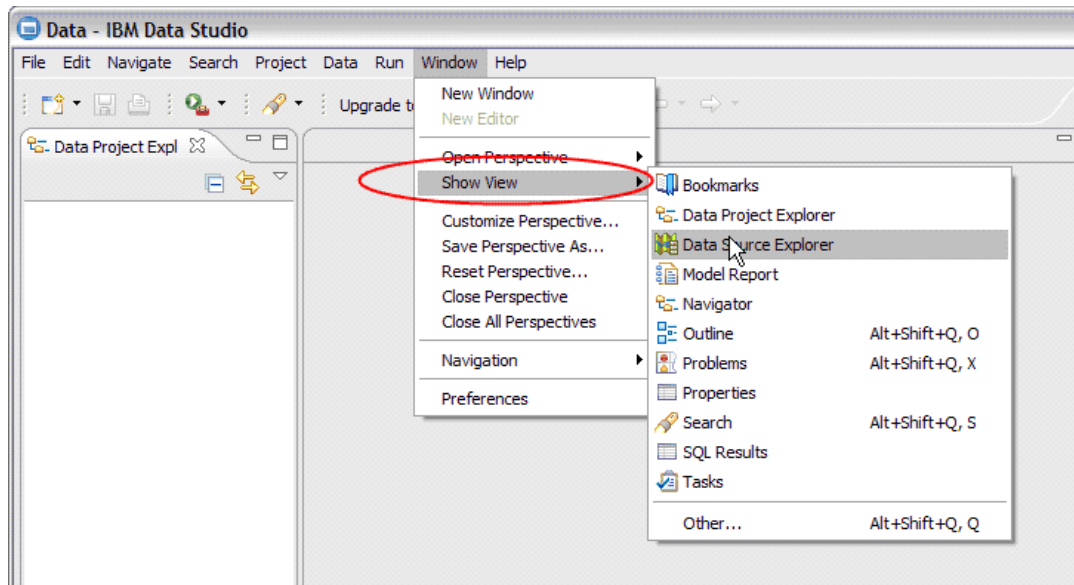 Data - IBM Data Studio
File Edit Navigate Search Project Data Run Window Help
Upgrade t
Data Project Expl
New Window
New Editor
Open Perspective
Show View
Customize Perspective...
Save Perspective As...
Reset Perspective...
Close Perspective
Close All Perspectives
Navigation
Preferences
Bookmarks
Data Project Explorer
Data Source Explorer
Model Report
Navigator
Outline Alt+Shift+Q, O
Problems Alt+Shift+Q, X
Properties
Search Alt+Shift+Q, S
SQL Results
Tasks
Other... Alt+Shift+Q, Q